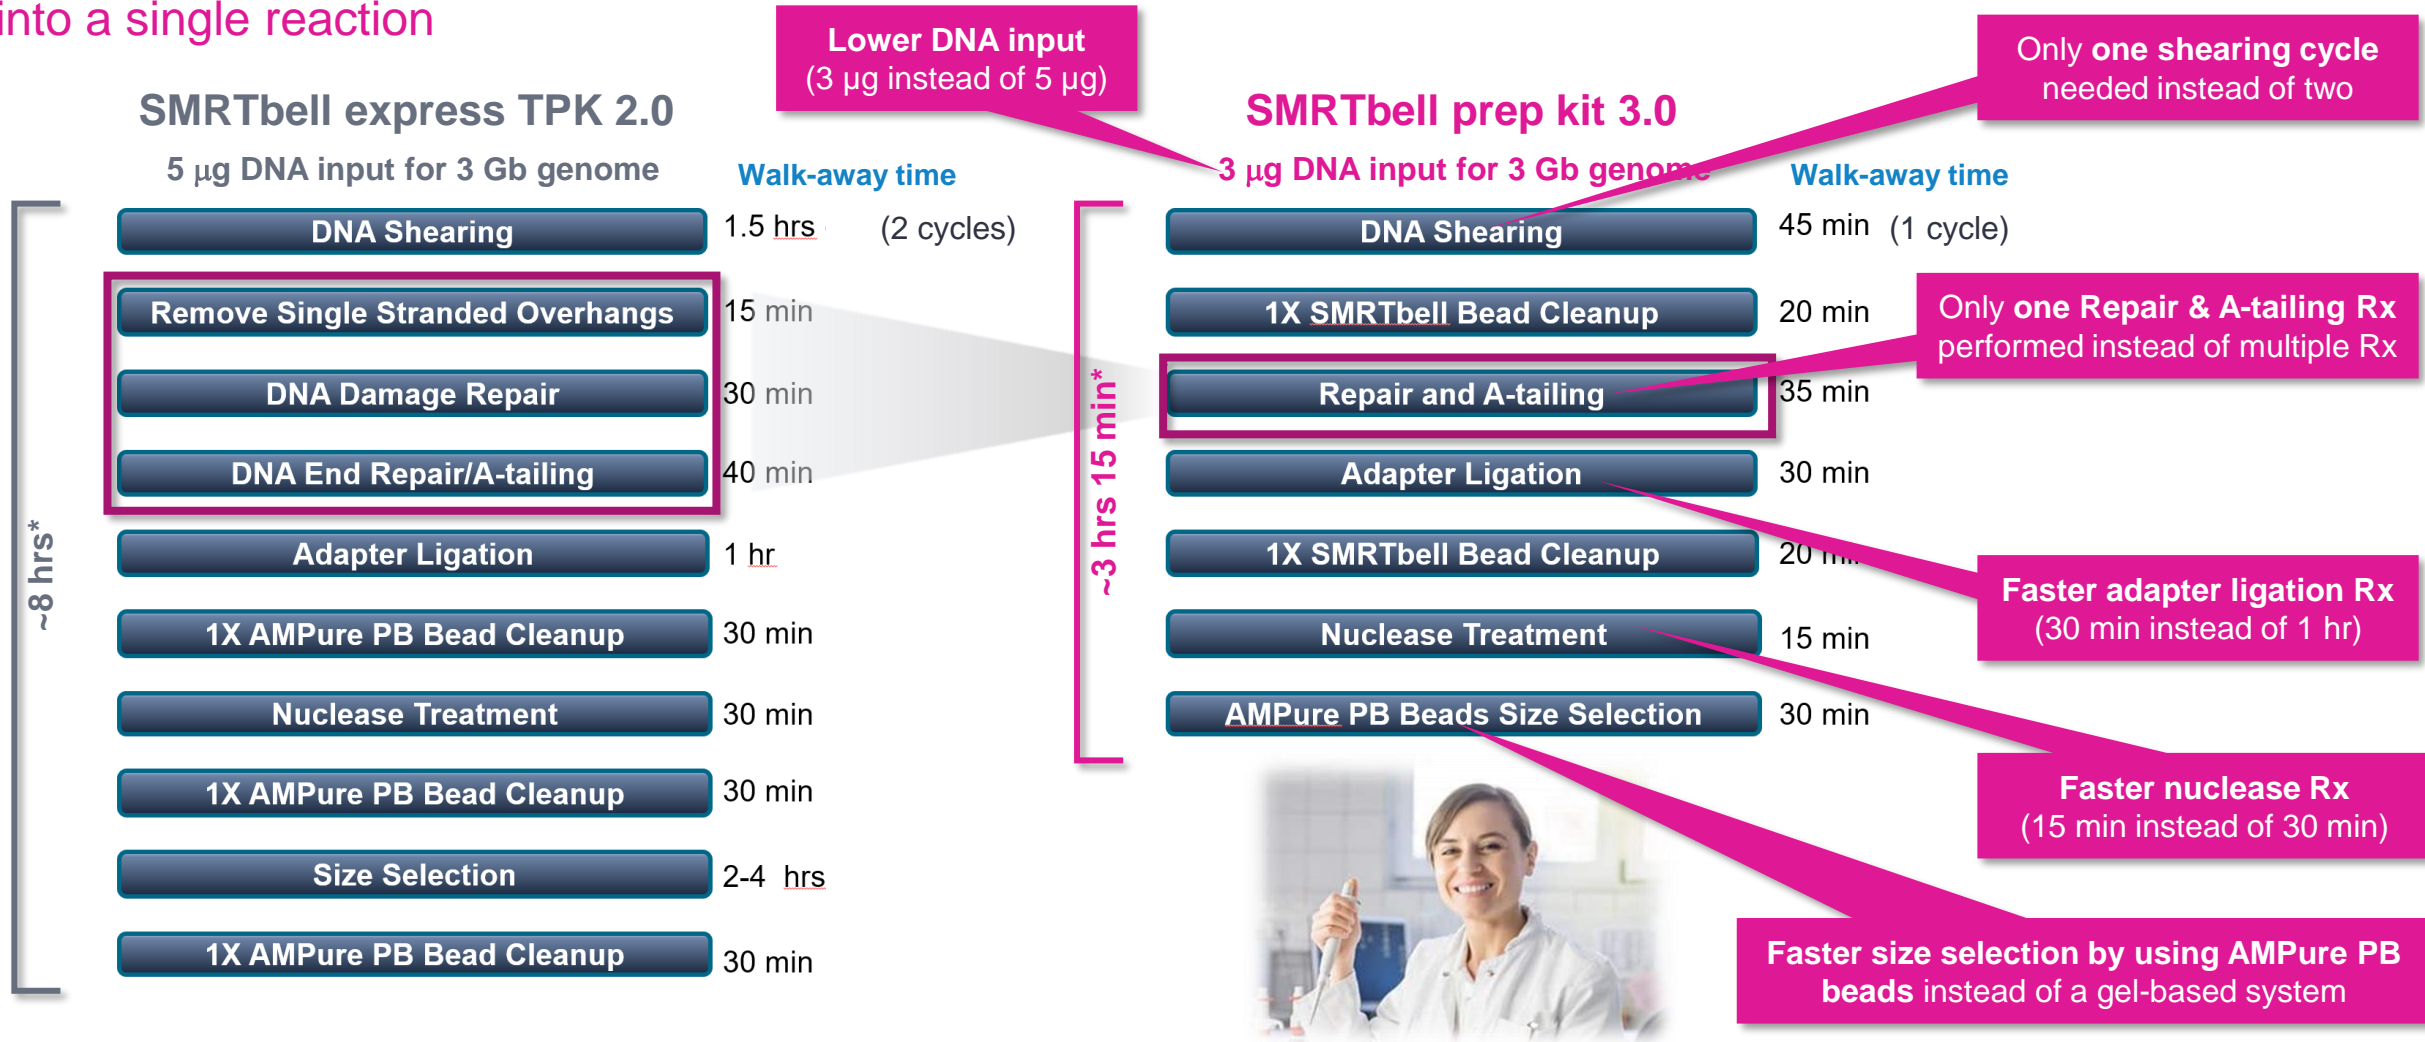 into a single reaction
Lower DNA input
(3 µg instead of 5 µg)
Only one shearing cycle
needed instead of two
SMRTbell express TPK 2.0
5 µg DNA input for 3 Gb genome
Walk-away time
~8 hrs*
DNA Shearing
1.5 hrs
(2 cycles)
Remove Single Stranded Overhangs
15 min
DNA Damage Repair
30 min
DNA End Repair/A-tailing
40 min
Adapter Ligation
1 hr
1X AMPure PB Bead Cleanup
30 min
Nuclease Treatment
30 min
1X AMPure PB Bead Cleanup
30 min
Size Selection
2-4 hrs
1X AMPure PB Bead Cleanup
30 min
SMRTbell prep kit 3.0
3 µg DNA input for 3 Gb genome
Walk-away time
~3 hrs 15 min*
DNA Shearing
45 min
(1 cycle)
1X SMRTbell Bead Cleanup
20 min
Repair and A-tailing
35 min
Adapter Ligation
30 min
1X SMRTbell Bead Cleanup
20 min
Nuclease Treatment
15 min
AMPure PB Beads Size Selection
30 min
Only one Repair & A-tailing Rx
performed instead of multiple Rx
Faster adapter ligation Rx
(30 min instead of 1 hr)
Faster nuclease Rx
(15 min instead of 30 min)
Faster size selection by using AMPure PB
beads instead of a gel-based system